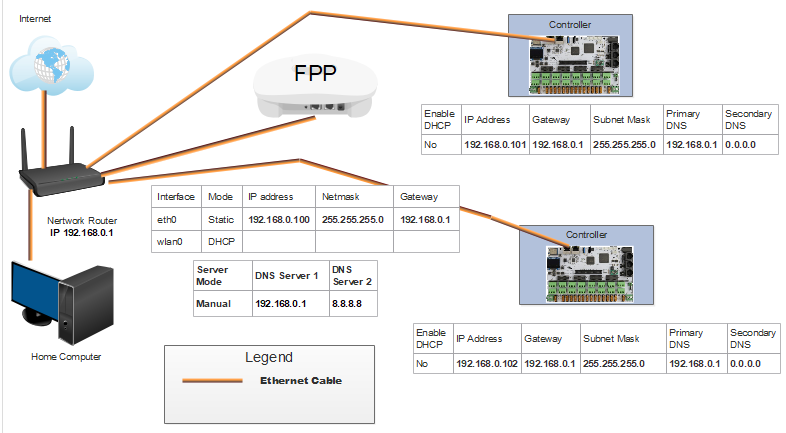 Internet
Controller
FPP
Enable DHCP IP Address Gateway Subnet Mask Primary DNS Secondary DNS
No 192.168.0.101 192.168.0.1 255.255.255.0 192.168.0.1 0.0.0.0
Nertwork Router
IP 192.168.0.1
Interface Mode IP address Netmask Gateway
eth0 Static 192.168.0.100 255.255.255.0 192.168.0.1
wlan0 DHCP
Controller
Server Mode DNS Server 1 DNS Server 2
Manual 192.168.0.1 8.8.8.8
Home Computer
Enable DHCP IP Address Gateway Subnet Mask Primary DNS Secondary DNS
No 192.168.0.102 192.168.0.1 255.255.255.0 192.168.0.1 0.0.0.0
Legend
Ethernet Cable